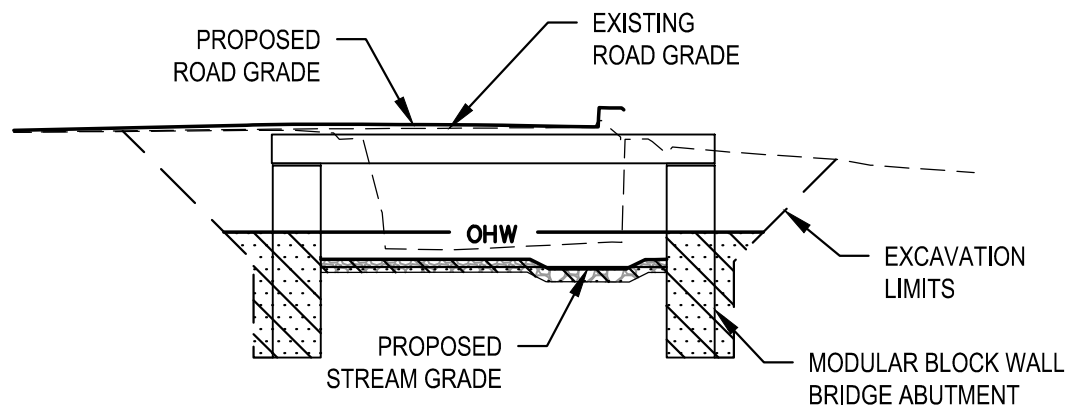 EXISTING
ROAD GRADE
PROPOSED
ROAD GRADE
OHW
EXCAVATION
LIMITS
PROPOSED
STREAM GRADE
MODULAR BLOCK WALL
BRIDGE ABUTMENT